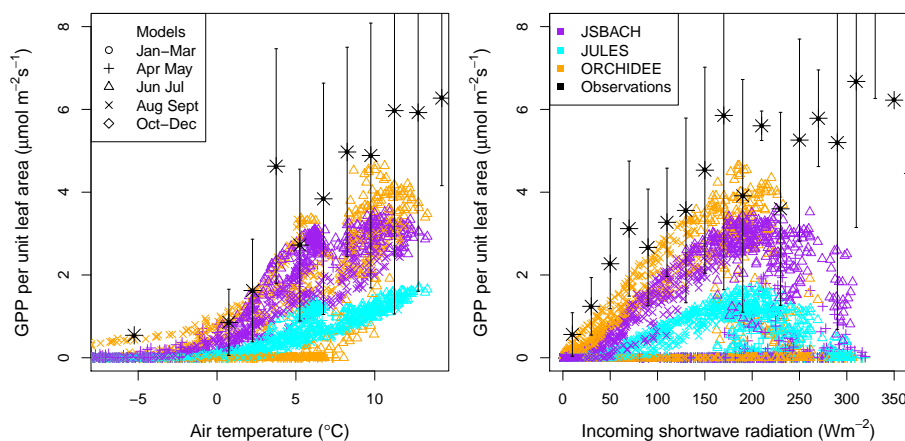 Models
Jan−Mar
Apr May
Jun Jul
Aug Sept
Oct−Dec
GPP per unit leaf area (μmol m−2s−1)
8
6
4
2
0
−5
0
5
10
Air temperature (°C)
JSBACH
JULES
ORCHIDEE
Observations
GPP per unit leaf area (μmol m−2s−1)
8
6
4
2
0
0
50
100
150
200
250
300
350
Incoming shortwave radiation (Wm−2)